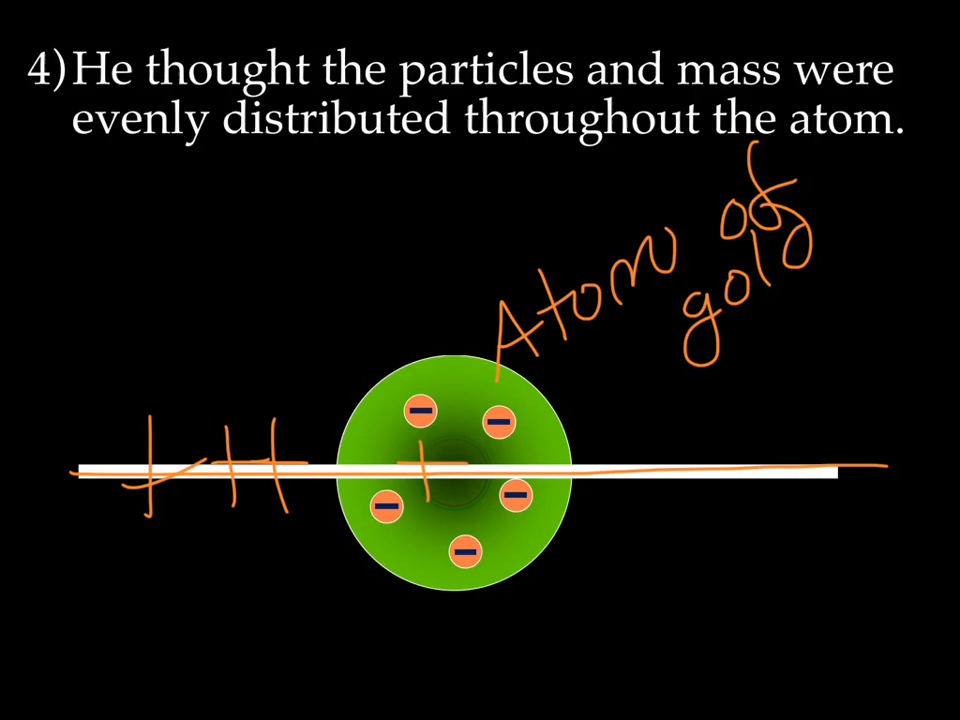 4) He thought the particles and mass were
evenly distributed throughout the atom.
Atom of
gold
+ + +
+
− −
− −
−